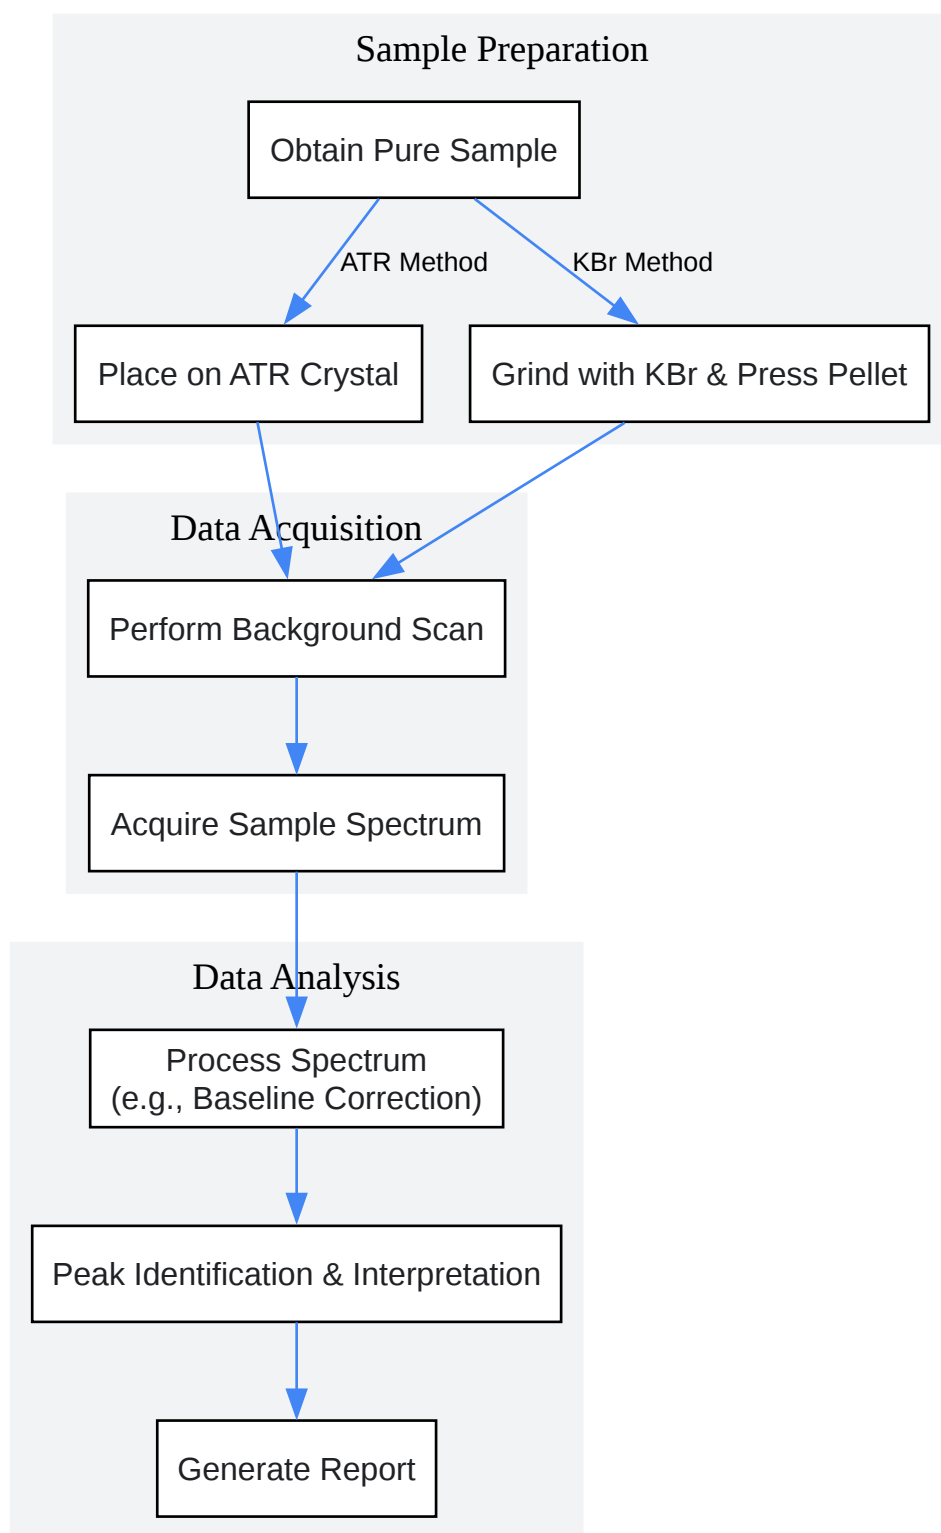 Sample Preparation
Obtain Pure Sample
ATR Method
KBr Method
Place on ATR Crystal
Grind with KBr & Press Pellet
Data Acquisition
Perform Background Scan
Acquire Sample Spectrum
Data Analysis
Process Spectrum
(e.g., Baseline Correction)
Peak Identification & Interpretation
Generate Report